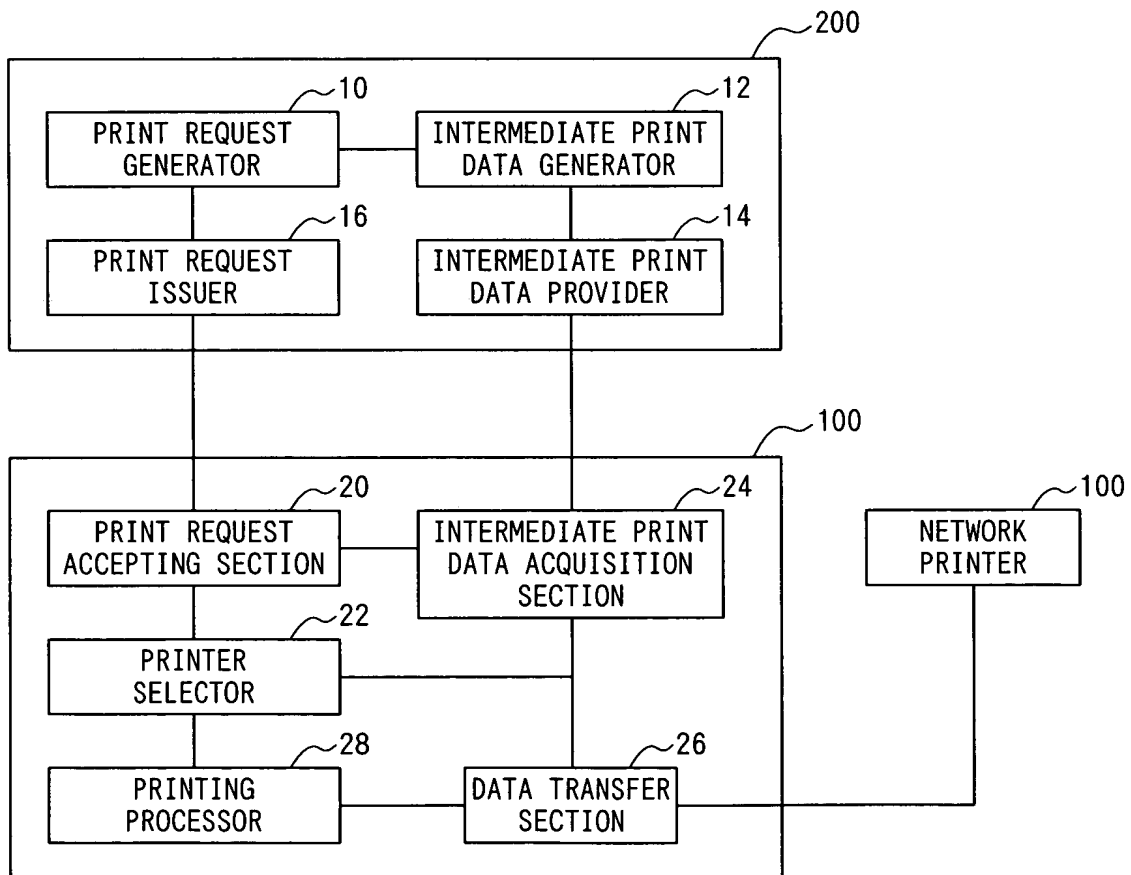 200
10
12
PRINT REQUEST
GENERATOR
INTERMEDIATE PRINT
DATA GENERATOR
16
14
PRINT REQUEST
ISSUER
INTERMEDIATE PRINT
DATA PROVIDER
100
20
24
100
PRINT REQUEST
ACCEPTING SECTION
INTERMEDIATE PRINT
DATA ACQUISITION
SECTION
NETWORK
PRINTER
22
PRINTER
SELECTOR
28
26
PRINTING
PROCESSOR
DATA TRANSFER
SECTION